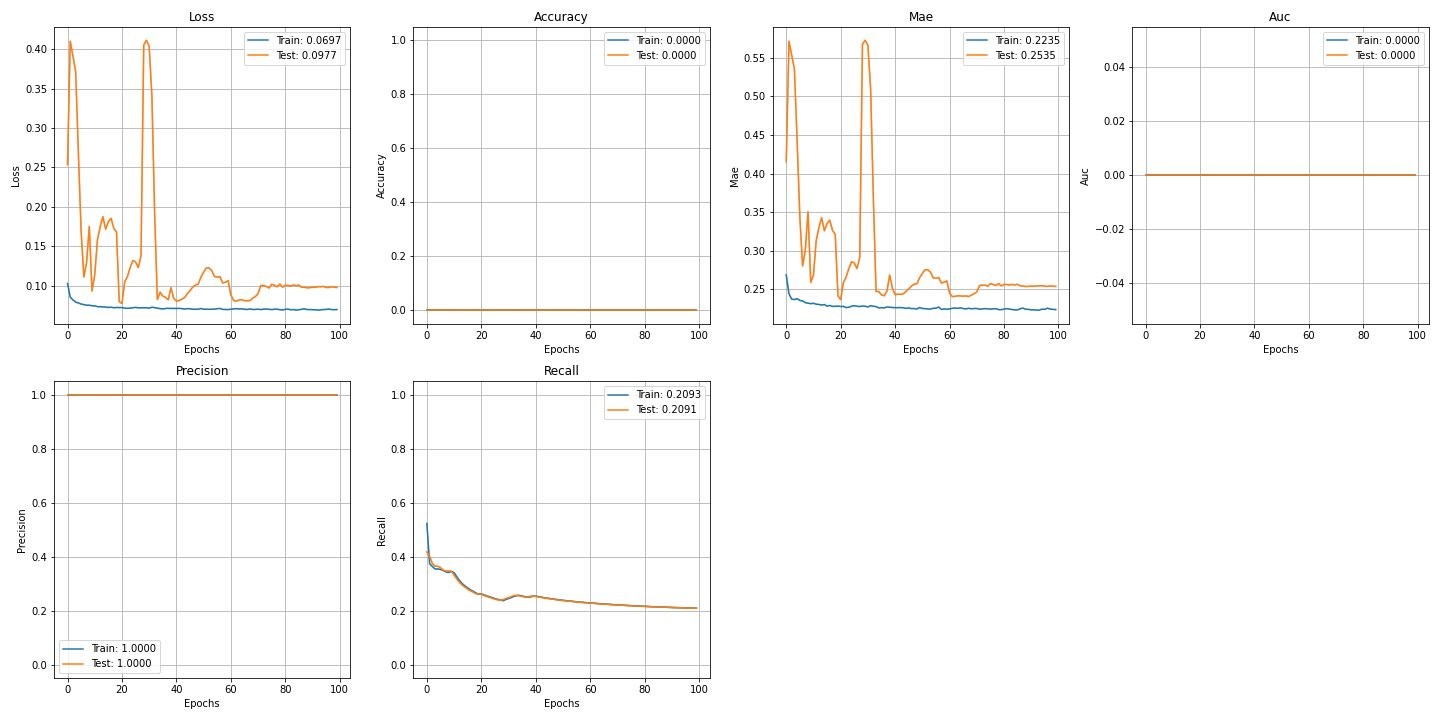 Loss
Train: 0.0697
Test: 0.0977
0.40
0.35
0.30
0.25
0.20
0.15
0.10
Loss
0 20 40 60 80 100
Epochs
Accuracy
Train: 0.0000
Test: 0.0000
1.0
0.8
0.6
0.4
0.2
0.0
Accuracy
0 20 40 60 80 100
Epochs
Mae
Train: 0.2235
Test: 0.2535
0.55
0.50
0.45
0.40
0.35
0.30
0.25
Mae
0 20 40 60 80 100
Epochs
Auc
Train: 0.0000
Test: 0.0000
0.04
0.02
0.00
−0.02
−0.04
Auc
0 20 40 60 80 100
Epochs
Precision
1.0
0.8
0.6
0.4
0.2
0.0
Precision
Train: 1.0000
Test: 1.0000
0 20 40 60 80 100
Epochs
Recall
Train: 0.2093
Test: 0.2091
1.0
0.8
0.6
0.4
0.2
0.0
Recall
0 20 40 60 80 100
Epochs